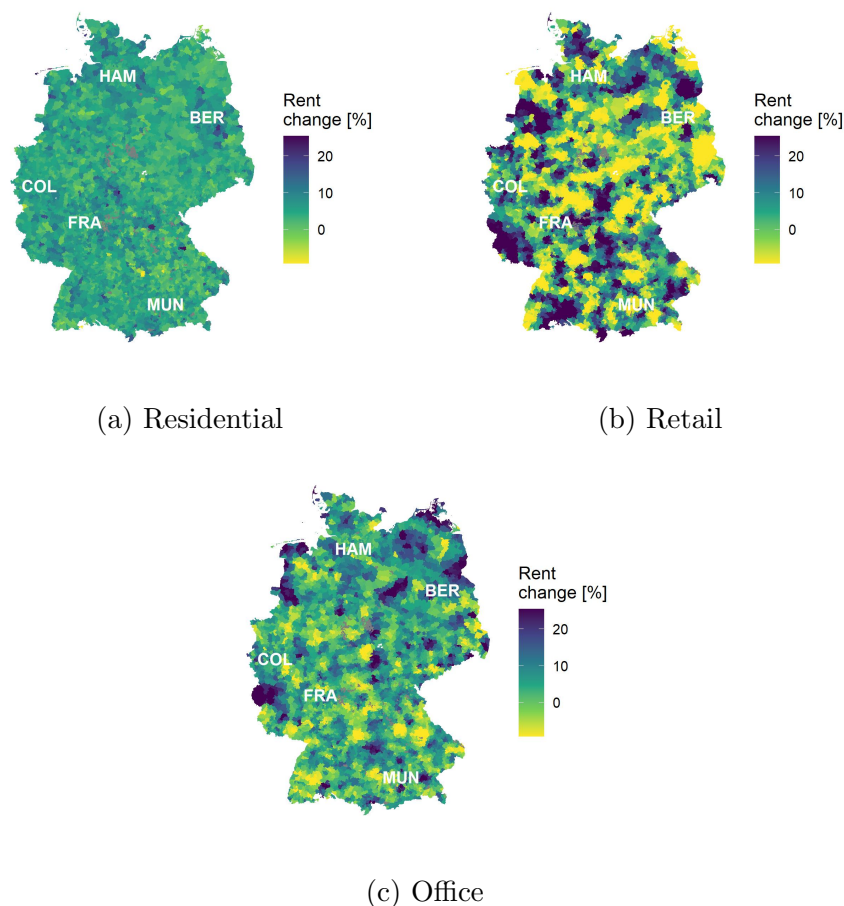 HAM
BER
COL
FRA
MUN
Rent
change [%]
20
10
0
HAM
BER
COL
FRA
MUN
Rent
change [%]
20
10
0
(a) Residential
(b) Retail
HAM
BER
COL
FRA
MUN
Rent
change [%]
20
10
0
(c) Office